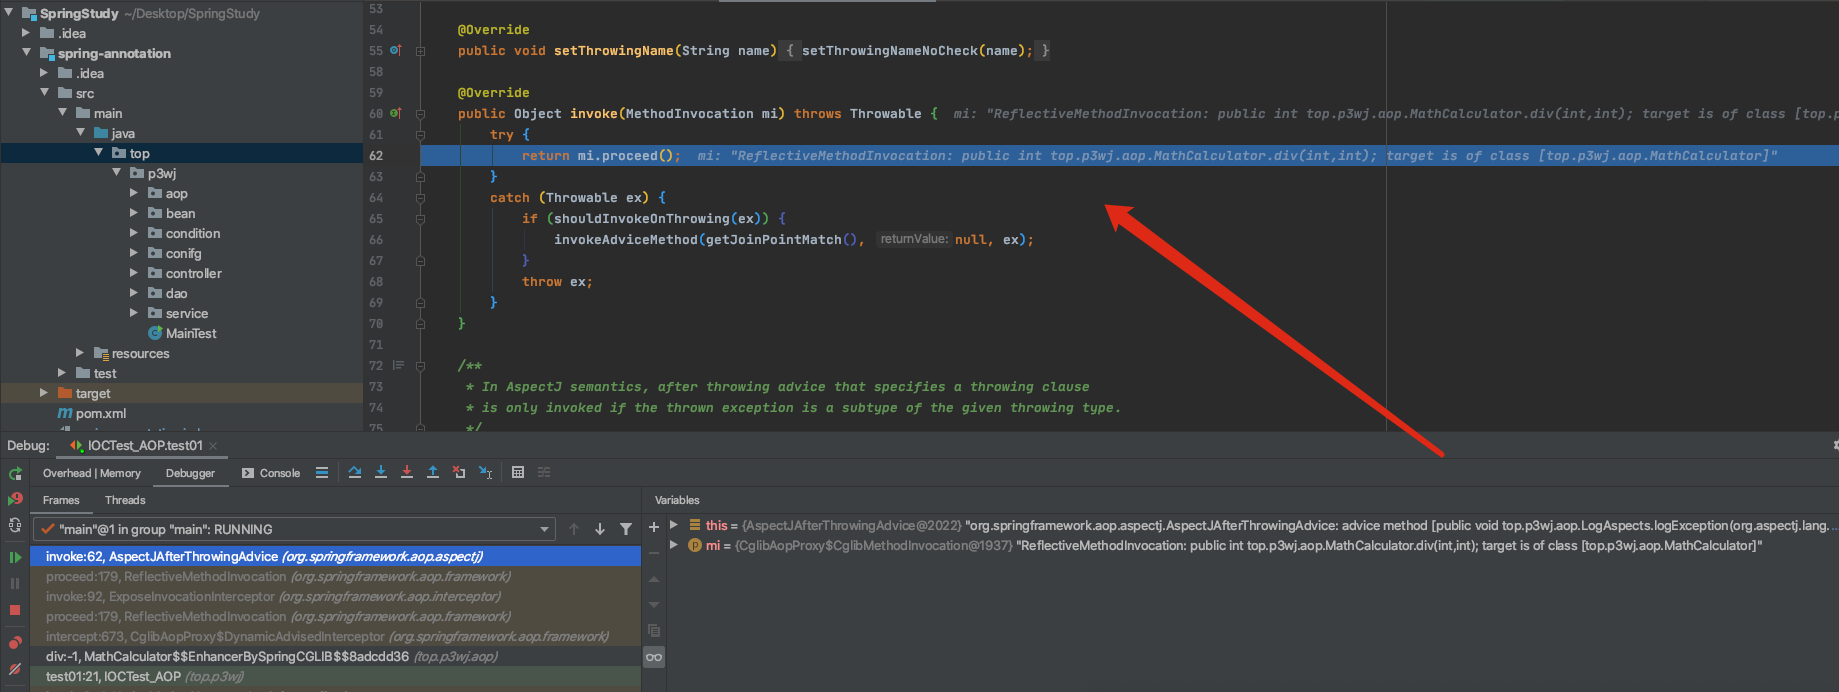 SpringStudy ~/Desktop/SpringStudy
.idea
spring-annotation
.idea
src
main
java
top
p3wj
aop
bean
condition
conifg
controller
dao
service
MainTest
resources
test
target
pom.xml
53
54 @Override
55 public void setThrowingName(String name) { setThrowingNameNoCheck(name); }
58
59 @Override
60 public Object invoke(MethodInvocation mi) throws Throwable { mi: "ReflectiveMethodInvocation: public int top.p3wj.aop.MathCalculator.div(int,int); target is of class [top.p
61 try {
62 return mi.proceed(); mi: "ReflectiveMethodInvocation: public int top.p3wj.aop.MathCalculator.div(int,int); target is of class [top.p3wj.aop.MathCalculator]"
63 }
64 catch (Throwable ex) {
65 if (shouldInvokeOnThrowing(ex)) {
66 invokeAdviceMethod(getJoinPointMatch(), returnValue: null, ex);
67 }
68 throw ex;
69 }
70 }
71
72 /**
73 * In AspectJ semantics, after throwing advice that specifies a throwing clause
74 * is only invoked if the thrown exception is a subtype of the given throwing type.
75 */
Debug: IOCTest_AOP.test01
Overhead | Memory Debugger Console
Frames Threads
"main"@1 in group "main": RUNNING
invoke:62, AspectJAfterThrowingAdvice (org.springframework.aop.aspectj)
proceed:179, ReflectiveMethodInvocation (org.springframework.aop.framework)
invoke:92, ExposeInvocationInterceptor (org.springframework.aop.interceptor)
proceed:179, ReflectiveMethodInvocation (org.springframework.aop.framework)
intercept:673, CglibAopProxy$DynamicAdvisedInterceptor (org.springframework.aop.framework)
div:-1, MathCalculator$$EnhancerBySpringCGLIB$$8adcdd36 (top.p3wj.aop)
test01:21, IOCTest_AOP (top.p3wj)
Variables
this = {AspectJAfterThrowingAdvice@2022} "org.springframework.aop.aspectj.AspectJAfterThrowingAdvice: advice method [public void top.p3wj.aop.LogAspects.logException(org.aspectj.lang.
mi = {CglibAopProxy$CglibMethodInvocation@1937} "ReflectiveMethodInvocation: public int top.p3wj.aop.MathCalculator.div(int,int); target is of class [top.p3wj.aop.MathCalculator]"